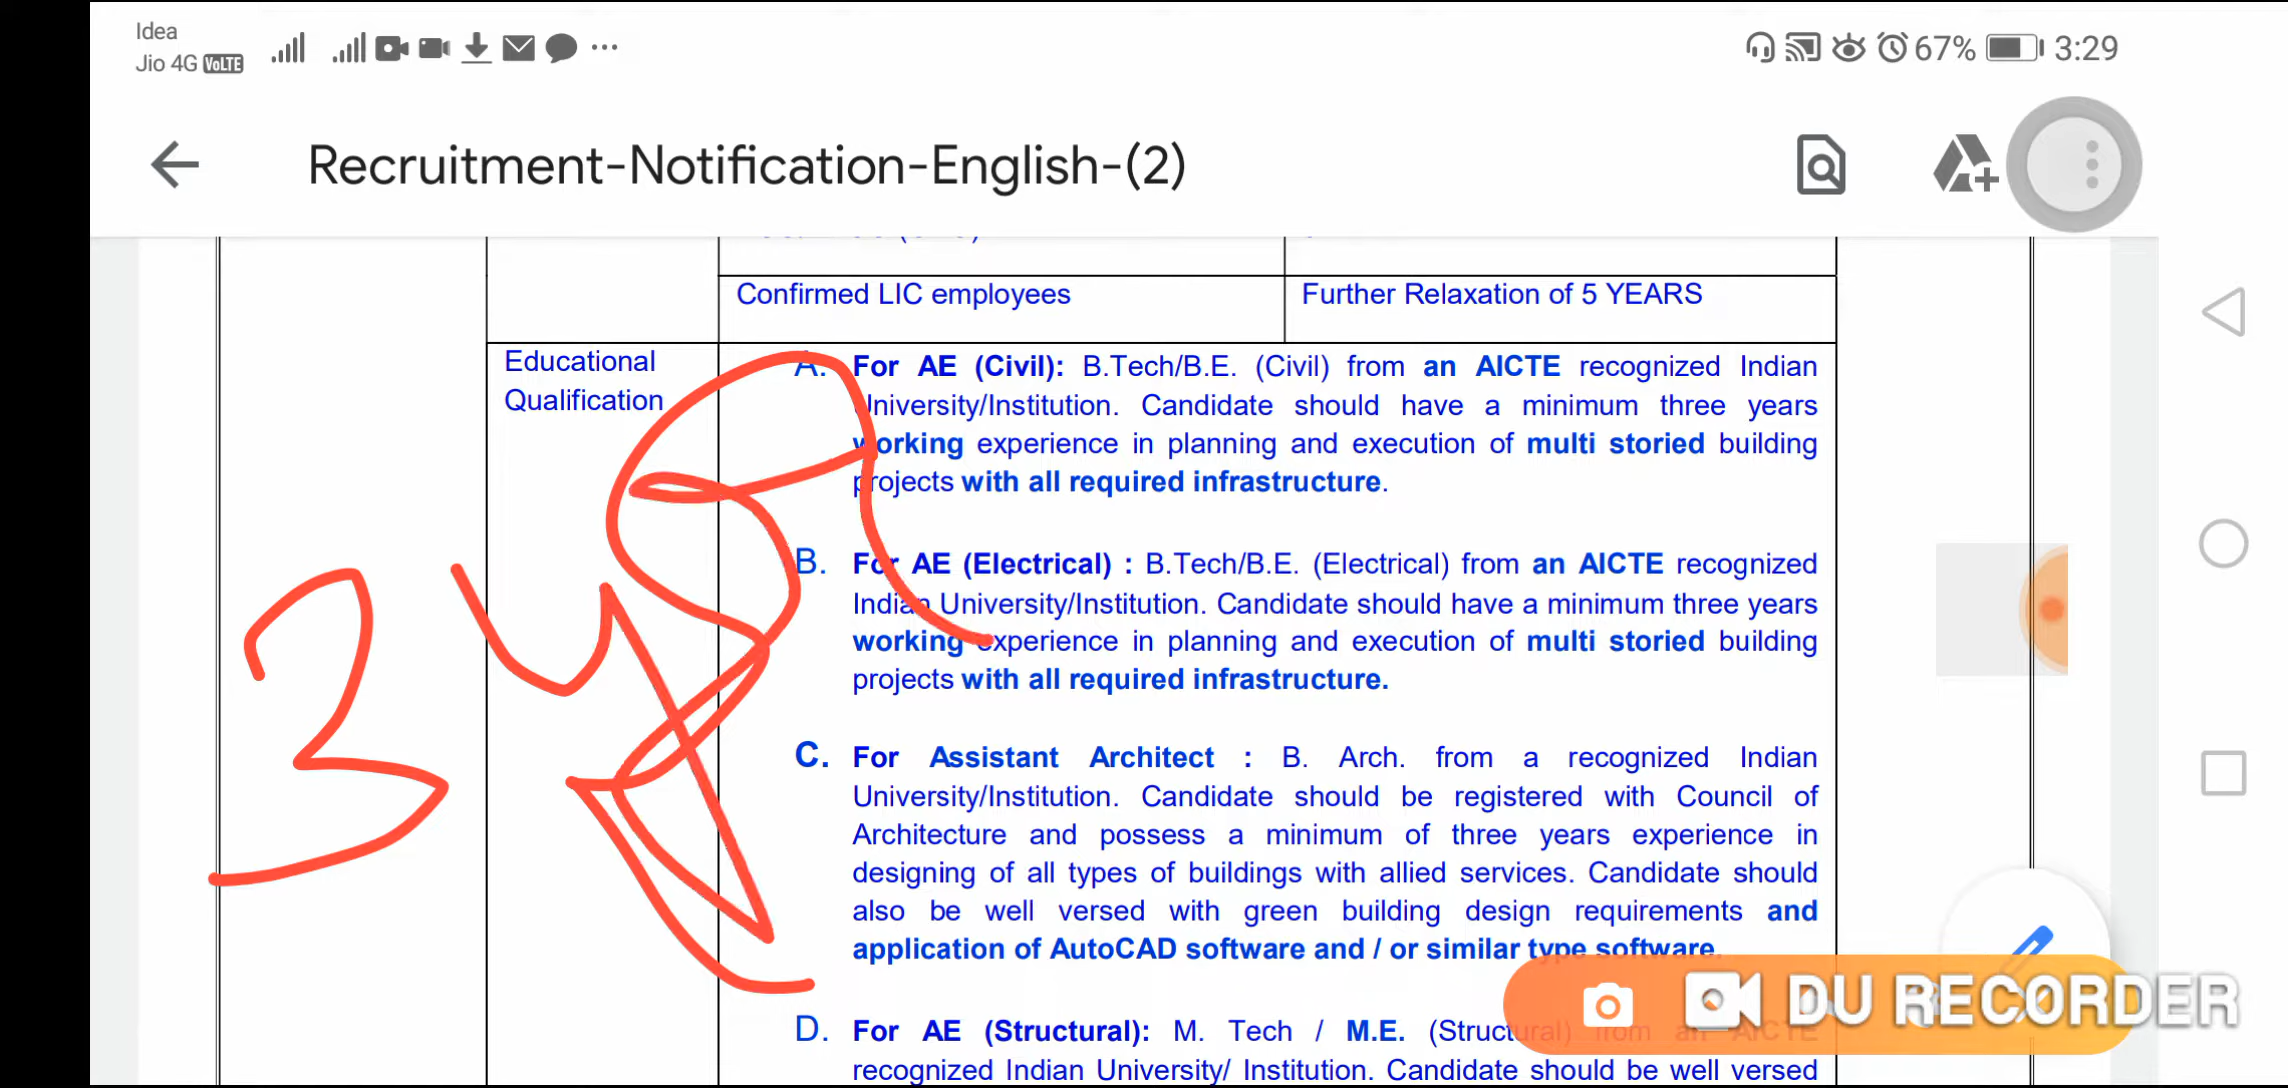 Idea
Jio 4G VoLTE
67% 3:29
Recruitment-Notification-English-(2)
Confirmed LIC employees
Further Relaxation of 5 YEARS
Educational
Qualification
A. For AE (Civil): B.Tech/B.E. (Civil) from an AICTE recognized Indian
University/Institution. Candidate should have a minimum three years
working experience in planning and execution of multi storied building
projects with all required infrastructure.
B. For AE (Electrical) : B.Tech/B.E. (Electrical) from an AICTE recognized
Indian University/Institution. Candidate should have a minimum three years
working experience in planning and execution of multi storied building
projects with all required infrastructure.
C. For Assistant Architect : B. Arch. from a recognized Indian
University/Institution. Candidate should be registered with Council of
Architecture and possess a minimum of three years experience in
designing of all types of buildings with allied services. Candidate should
also be well versed with green building design requirements and
application of AutoCAD software and / or similar type software.
D. For AE (Structural): M. Tech / M.E. (Structural) from an AICTE
recognized Indian University/ Institution. Candidate should be well versed
DU RECORDER